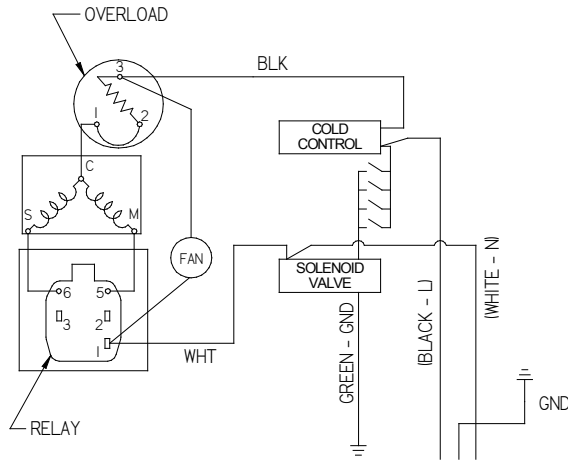 OVERLOAD
3
BLK
1
2
COLD
CONTROL
C
S
M
FAN
SOLENOID
VALVE
6
5
3
2
1
WHT
GREEN - GND
(BLACK - L)
(WHITE - N)
GND
RELAY